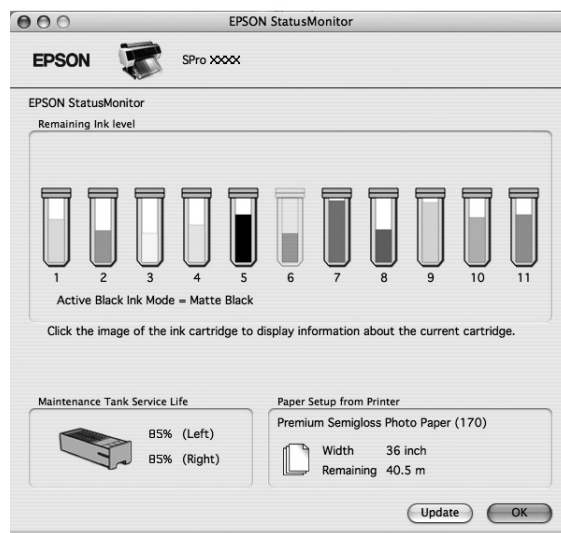 EPSON StatusMonitor
EPSON
SPro XXXX
EPSON StatusMonitor
Remaining Ink level
1 2 3 4 5 6 7 8 9 10 11
Active Black Ink Mode = Matte Black
Click the image of the ink cartridge to display information about the current cartridge.
Maintenance Tank Service Life
85% (Left)
85% (Right)
Paper Setup from Printer
Premium Semigloss Photo Paper (170)
Width 36 inch
Remaining 40.5 m
Update OK